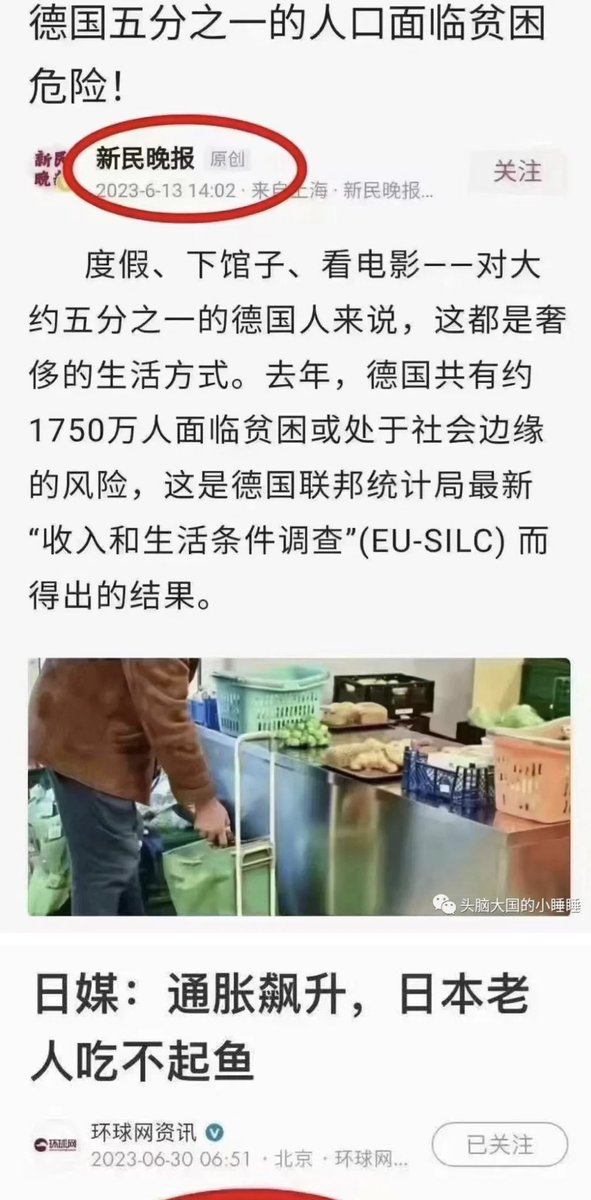 德国五分之一的人口面临贫困
危险！
新民晚报 原创
2023-6-13 14:02 · 来自上海 · 新民晚报...
关注
度假、下馆子、看电影——对大
约五分之一的德国人来说，这都是奢
侈的生活方式。去年，德国共有约
1750万人面临贫困或处于社会边缘
的风险，这是德国联邦统计局最新
“收入和生活条件调查”(EU-SILC) 而
得出的结果。
头脑大国的小睡睡
日媒：通胀飙升，日本老
人吃不起鱼
环球网
环球网资讯
2023-06-30 06:51 · 北京 · 环球网...
已关注